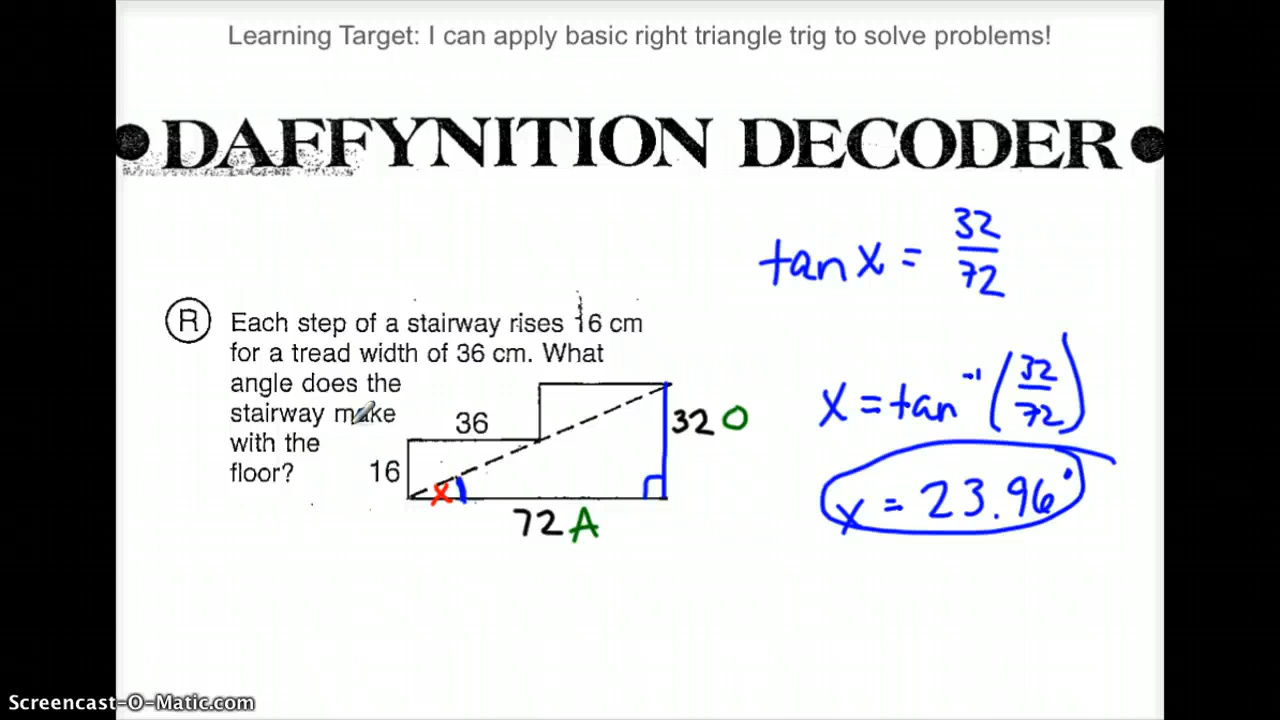 Learning Target: I can apply basic right triangle trig to solve problems!
DAFFYNITION DECODER
tan x = 32/72
R Each step of a stairway rises 16 cm
for a tread width of 36 cm. What
angle does the
stairway make
with the
floor?
36
16
x
32 O
72 A
x = tan⁻¹(32/72)
x = 23.96°
Screencast-O-Matic.com